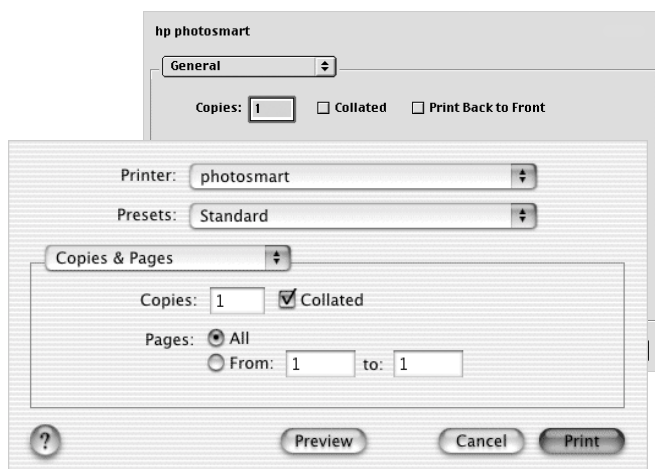 hp photosmart
General
Copies: 1 Collated Print Back to Front
Printer: photosmart
Presets: Standard
Copies & Pages
Copies: 1 Collated
Pages: All
From: 1 to: 1
? Preview Cancel Print